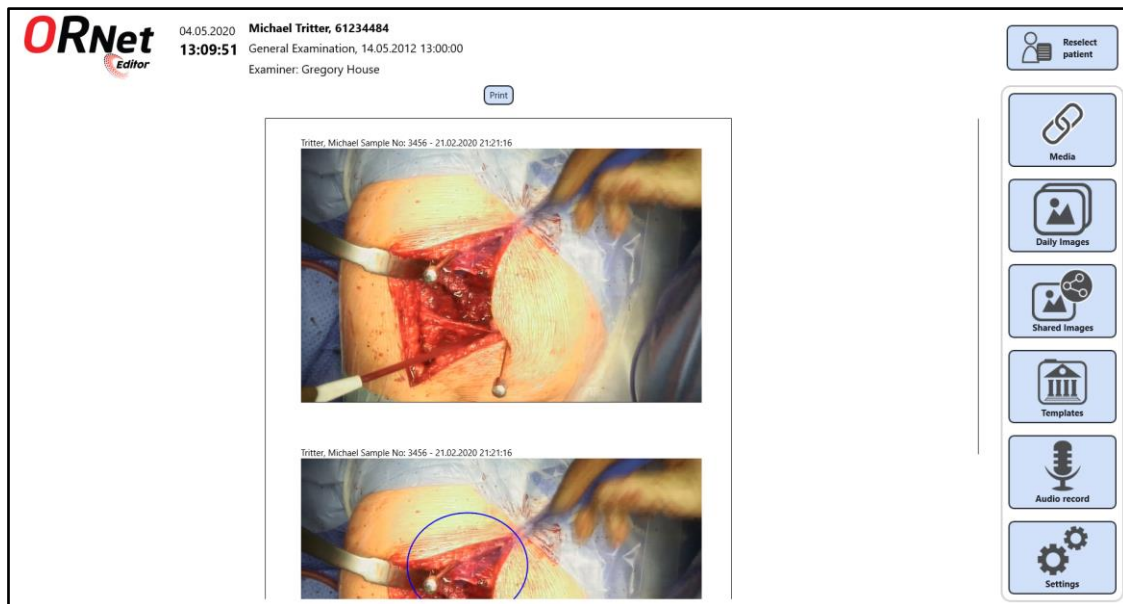 ORNet
Editor
04.05.2020
13:09:51
Michael Tritter, 61234484
General Examination, 14.05.2012 13:00:00
Examiner: Gregory House
Reselect
patient
Print
Tritter, Michael Sample No: 3456 - 21.02.2020 21:21:16
Tritter, Michael Sample No: 3456 - 21.02.2020 21:21:16
Media
Daily Images
Shared Images
Templates
Audio record
Settings